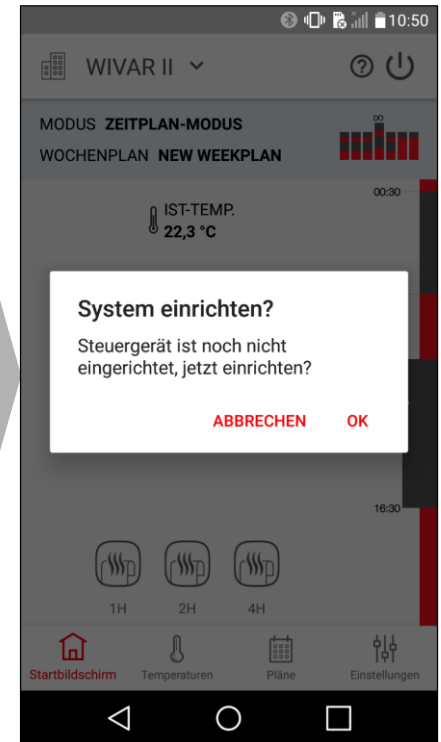 10:50
WIVAR II
MODUS ZEITPLAN-MODUS
WOCHENPLAN NEW WEEKPLAN
DO
00:30
IST-TEMP.
22,3 °C
System einrichten?
Steuergerät ist noch nicht
eingerichtet, jetzt einrichten?
ABBRECHEN OK
16:30
1H 2H 4H
Startbildschirm Temperaturen Pläne Einstellungen